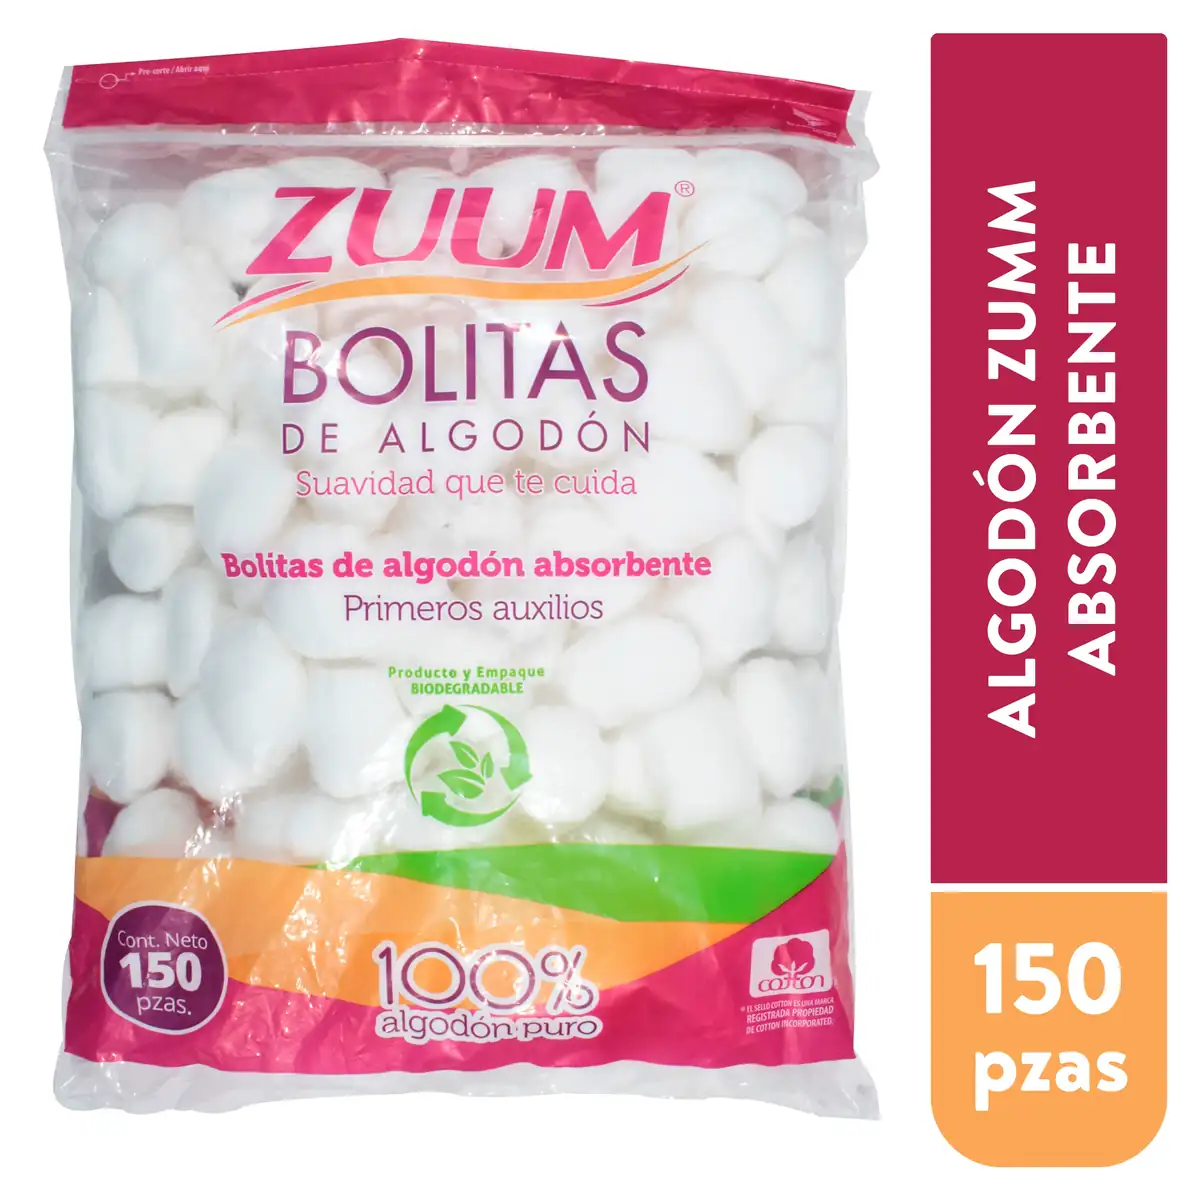 Pre-corte / Abrir aquí
ZUUM®
BOLITAS
DE ALGODÓN
Suavidad que te cuida
Bolitas de algodón absorbente
Primeros auxilios
Producto y Empaque
BIODEGRADABLE
Cont. Neto
150
pzas.
100%
algodón puro
cotton
® EL SELLO COTTON ES UNA MARCA
REGISTRADA PROPIEDAD
DE COTTON INCORPORATED.
ALGODÓN ZUMM
ABSORBENTE
150
pzas